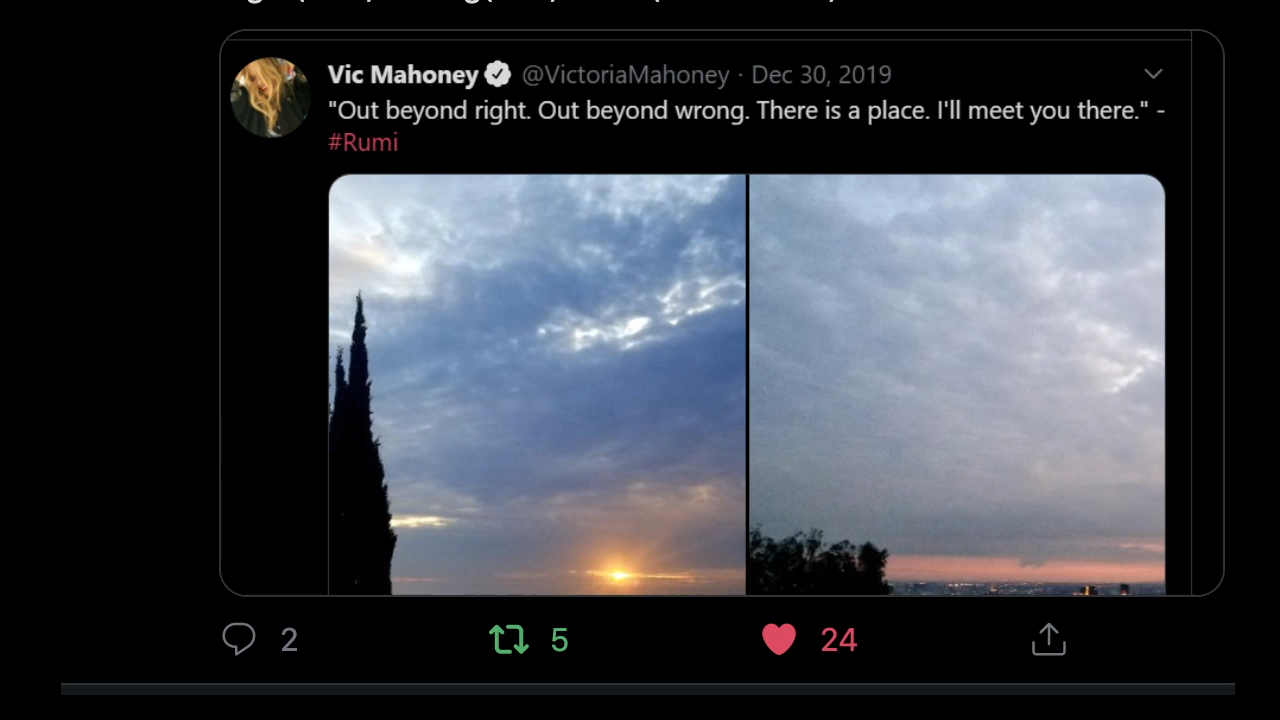 Vic Mahoney @VictoriaMahoney · Dec 30, 2019
"Out beyond right. Out beyond wrong. There is a place. I'll meet you there." -
#Rumi
2 5 24